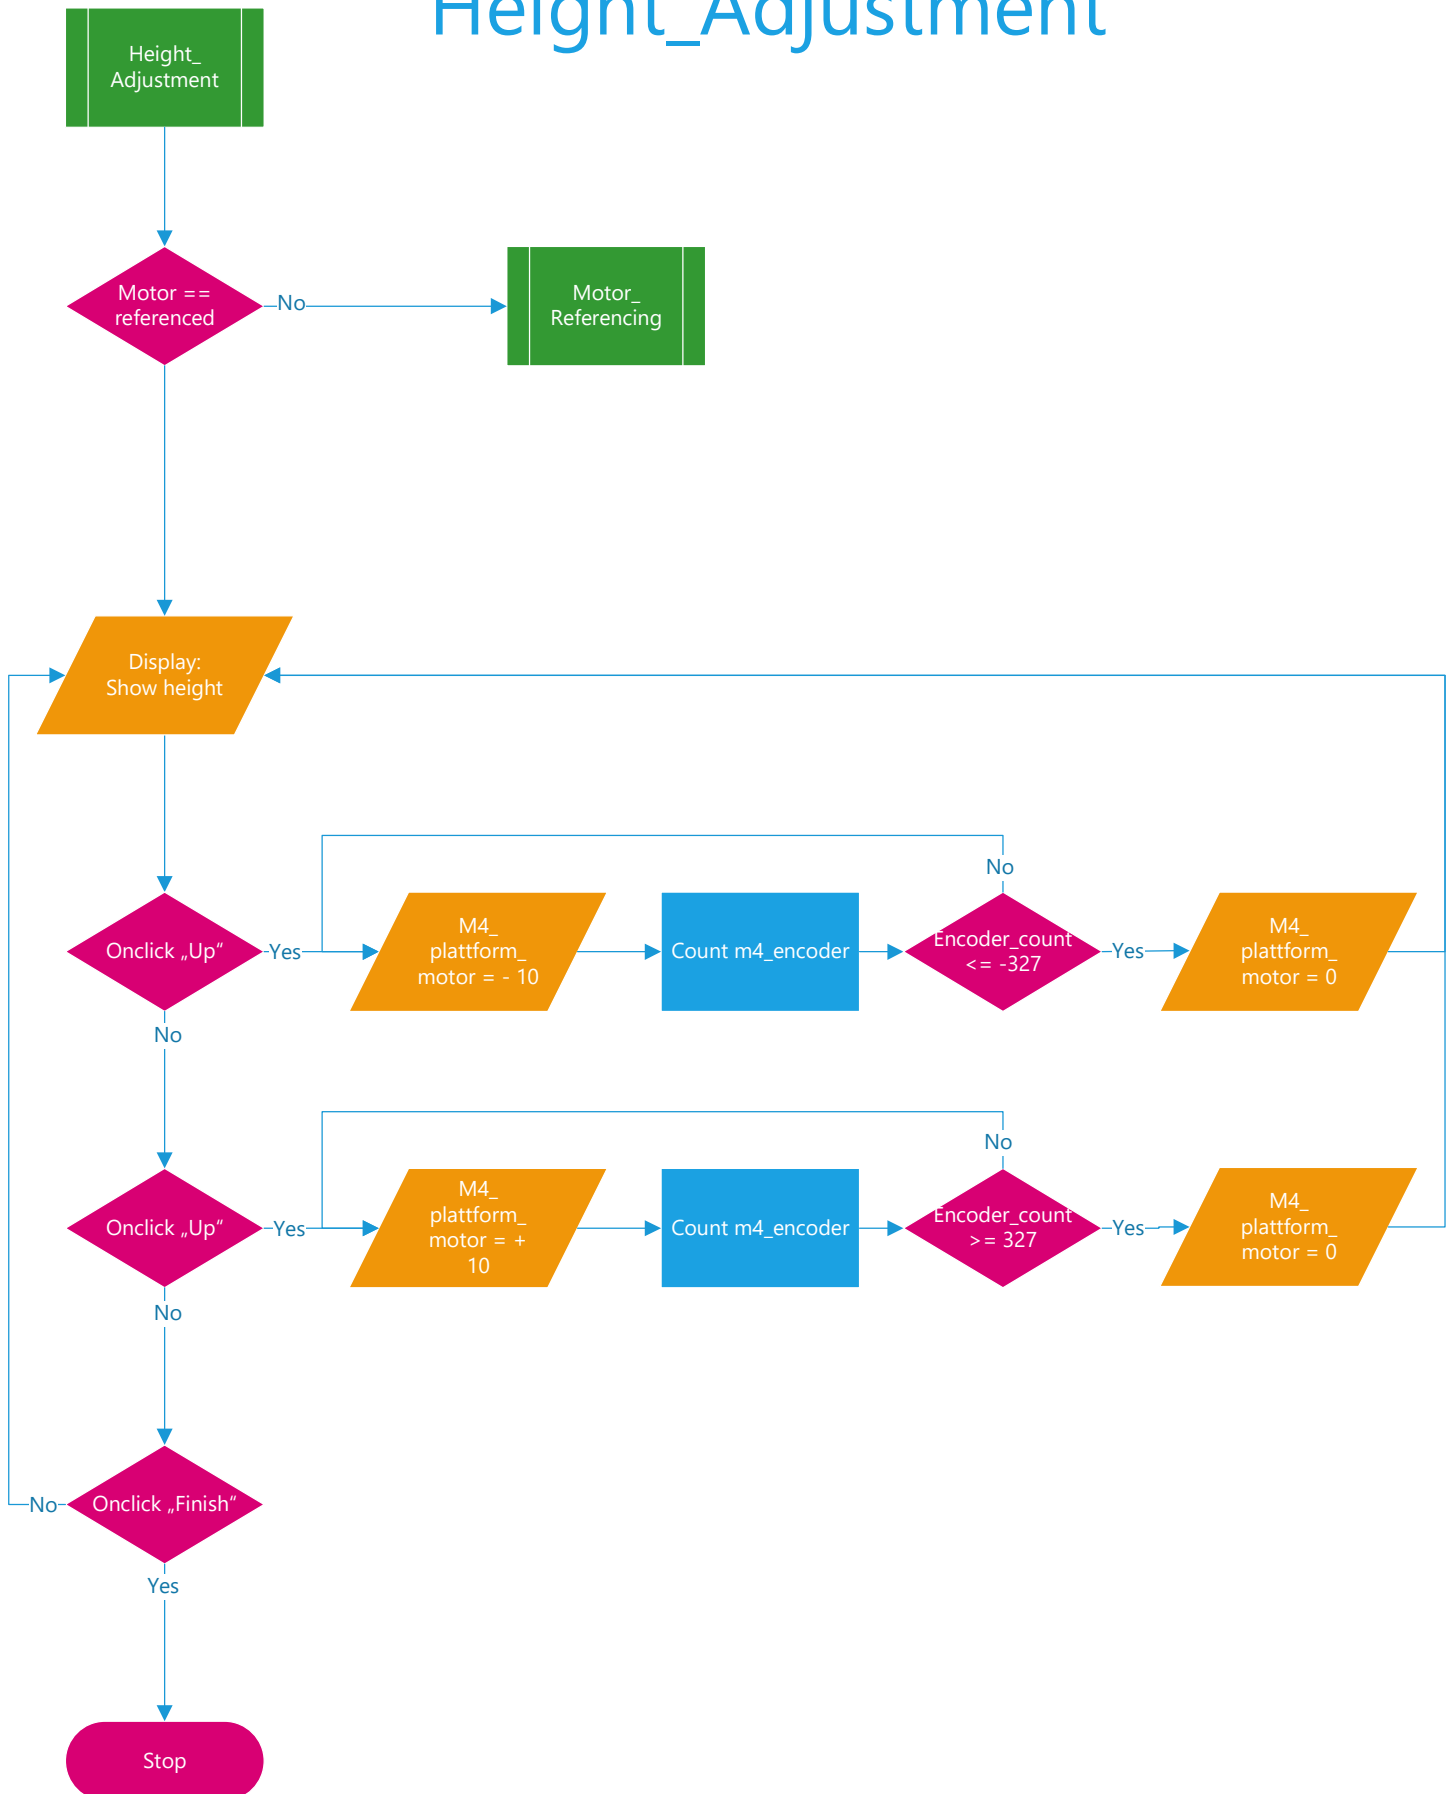 Height_Adjustment
Height_
Adjustment
Motor ==
referenced
No
Motor_
Referencing
Display:
Show height
No
Onclick „Up“
Yes
M4_
plattform_
motor = - 10
Count m4_encoder
Encoder_count
<= -327
Yes
M4_
plattform_
motor = 0
No
No
Onclick „Up“
Yes
M4_
plattform_
motor = +
10
Count m4_encoder
Encoder_count
>= 327
Yes
M4_
plattform_
motor = 0
No
No
Onclick „Finish“
Yes
Stop